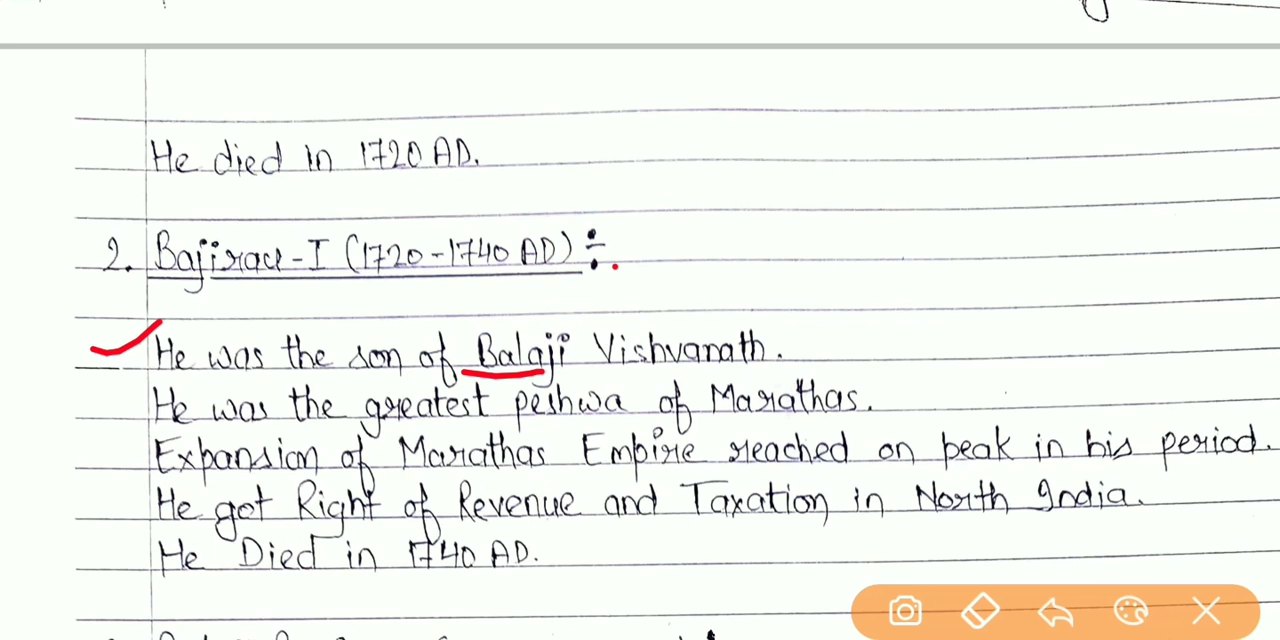 He died in 1720 AD.
2. Bajirao-I (1720-1740 AD) ÷
He was the son of Balaji Vishvanath.
He was the greatest peshwa of Marathas.
Expansion of Marathas Empire reached on peak in his period.
He got Right of Revenue and Taxation in North India.
He Died in 1740 AD.